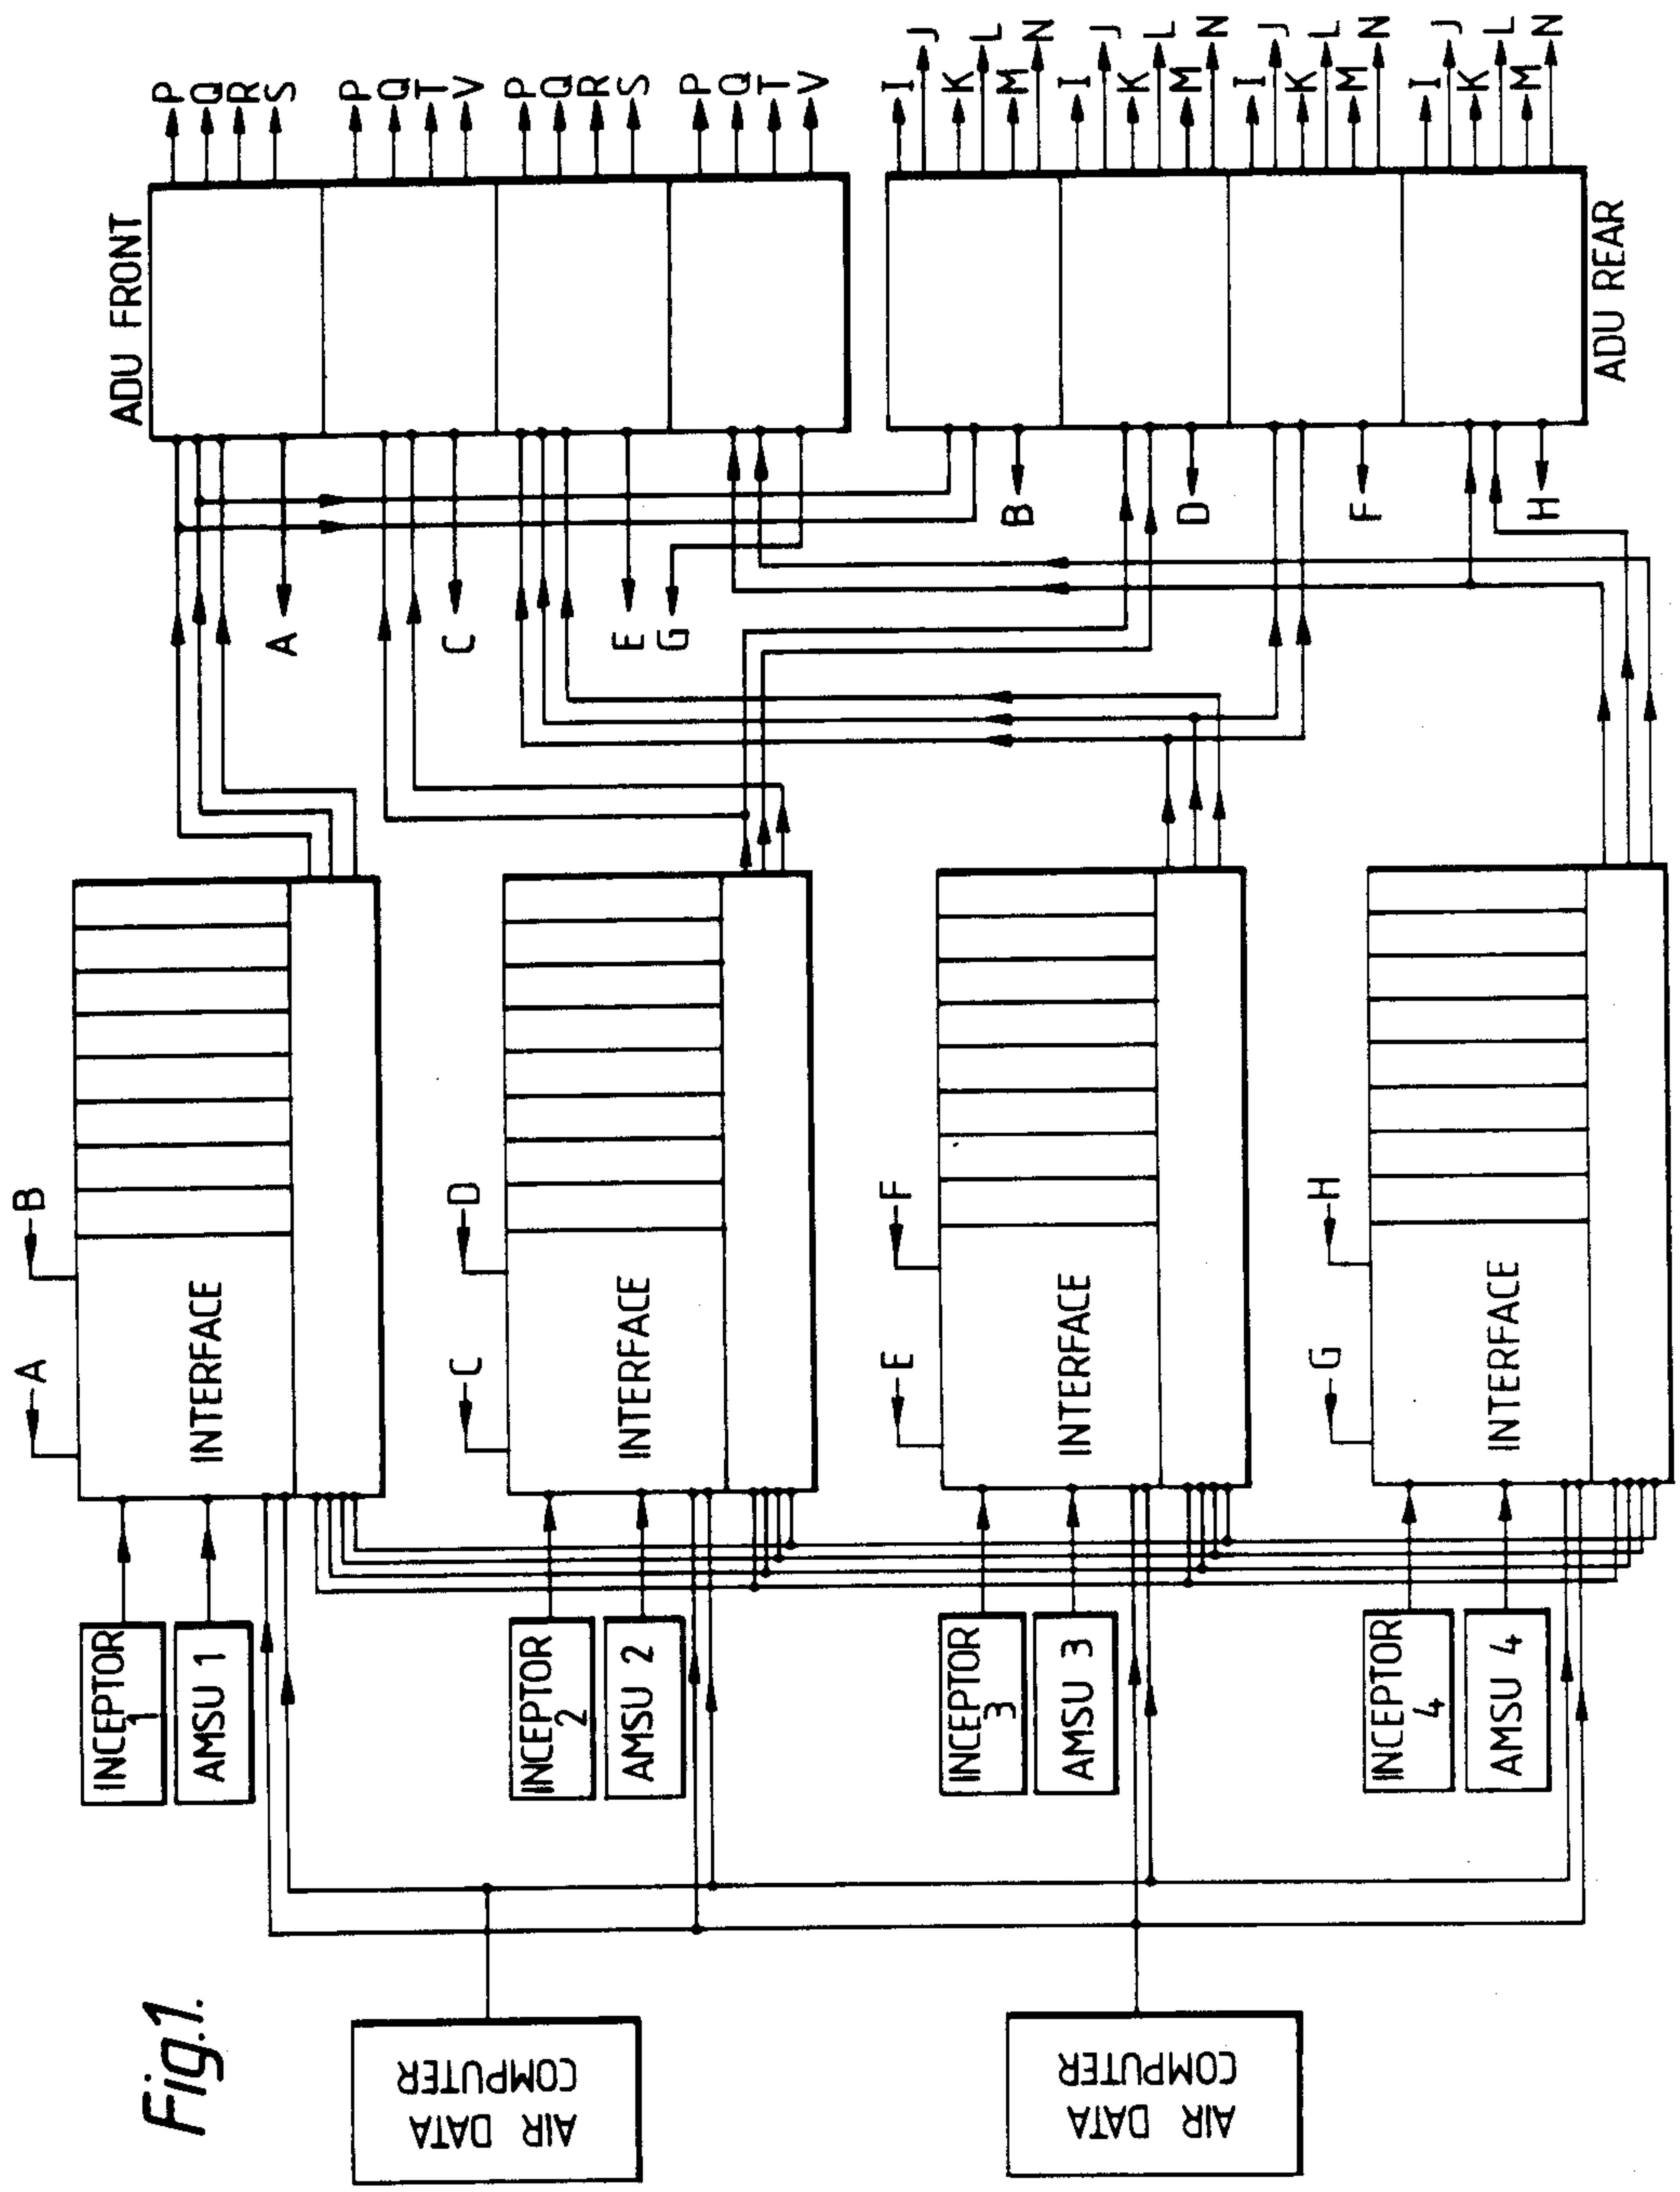 Fig.1.
AIR DATA
COMPUTER
AIR DATA
COMPUTER
INCEPTOR
1
AMSU 1
INCEPTOR
2
AMSU 2
INCEPTOR
3
AMSU 3
INCEPTOR
4
AMSU 4
A
B
INTERFACE
C
D
INTERFACE
E
F
INTERFACE
G
H
INTERFACE
A
C
E
G
B
D
F
H
ADU FRONT
P
Q
R
S
P
Q
T
V
P
Q
R
S
P
Q
T
V
ADU REAR
I
J
K
L
M
N
I
J
K
L
M
N
I
J
K
L
M
N
I
J
K
L
M
N